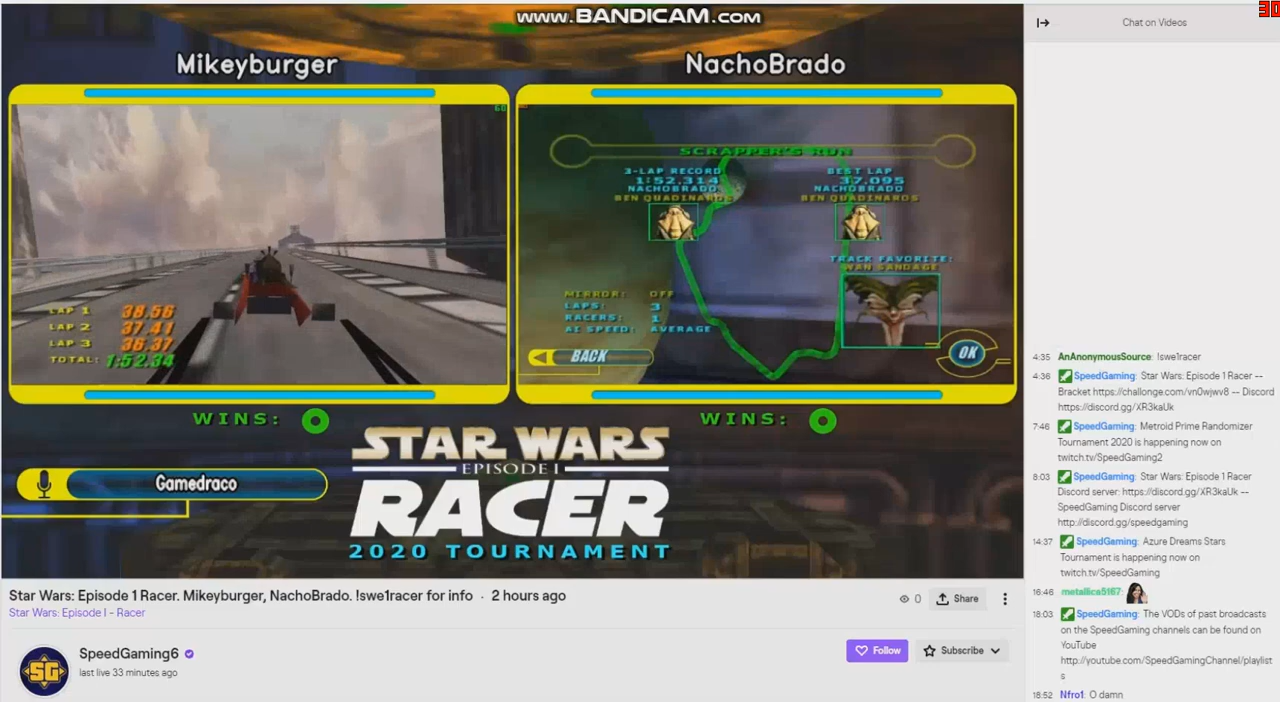 www.BANDICAM.com
30
Mikeyburger
NachoBrado
60
LAP 1 38.56
LAP 2 37.41
LAP 3 36.37
TOTAL: 1:52.34
SCRAPPER'S RUN
3-LAP RECORD
1:52.314
NACHOBRADO
BEN QUADINAROS
BEST LAP
37.095
NACHOBRADO
BEN QUADINAROS
TRACK FAVORITE:
WAN SANDAGE
MIRROR: OFF
LAPS: 3
RACERS: 1
AI SPEED: AVERAGE
BACK
OK
WINS: 0
WINS: 0
Gamedraco
STAR WARS
EPISODE I
RACER
2020 TOURNAMENT
Star Wars: Episode 1 Racer. Mikeyburger, NachoBrado. !swe1racer for info · 2 hours ago
Star Wars: Episode I - Racer
0
Share
SpeedGaming6
last live 33 minutes ago
Follow
Subscribe
Chat on Videos
4:35 AnAnonymousSource: !swe1racer
4:36 SpeedGaming: Star Wars: Episode 1 Racer --
Bracket https://challonge.com/vn0wjwv8 -- Discord
https://discord.gg/XR3kaUk
7:46 SpeedGaming: Metroid Prime Randomizer
Tournament 2020 is happening now on
twitch.tv/SpeedGaming2
8:03 SpeedGaming: Star Wars: Episode 1 Racer
Discord server: https://discord.gg/XR3kaUk --
SpeedGaming Discord server
http://discord.gg/speedgaming
14:37 SpeedGaming: Azure Dreams Stars
Tournament is happening now on
twitch.tv/SpeedGaming
16:46 metallica5167:
18:03 SpeedGaming: The VODs of past broadcasts
on the SpeedGaming channels can be found on
YouTube
http://youtube.com/SpeedGamingChannel/playlist
s
18:52 Nfro1: O damn